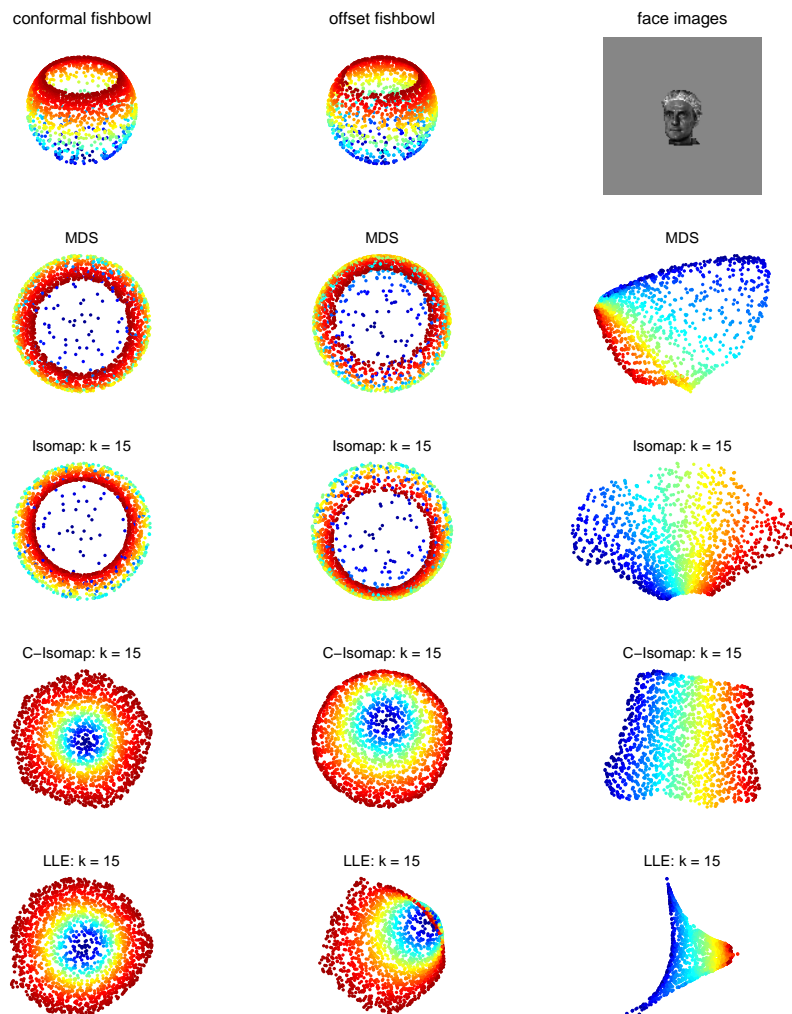 conformal fishbowl
offset fishbowl
face images
MDS
MDS
MDS
Isomap: k = 15
Isomap: k = 15
Isomap: k = 15
C−Isomap: k = 15
C−Isomap: k = 15
C−Isomap: k = 15
LLE: k = 15
LLE: k = 15
LLE: k = 15